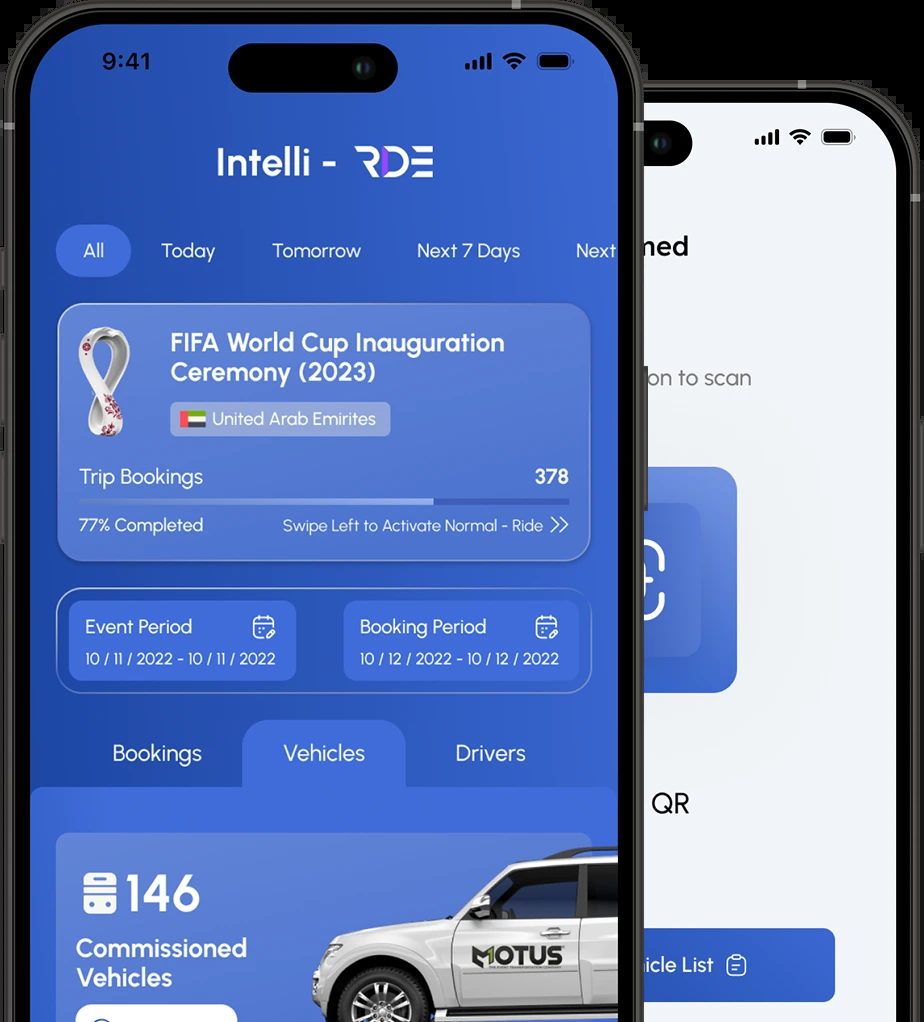 9:41
Intelli - RDE
All Today Tomorrow Next 7 Days Next
FIFA World Cup Inauguration
Ceremony (2023)
United Arab Emirites
Trip Bookings 378
77% Completed Swipe Left to Activate Normal - Ride
Event Period
10 / 11 / 2022 - 10 / 11 / 2022
Booking Period
10 / 12 / 2022 - 10 / 12 / 2022
Bookings Vehicles Drivers
146
Commissioned
Vehicles
MOTUS
med
on to scan
QR
icle List